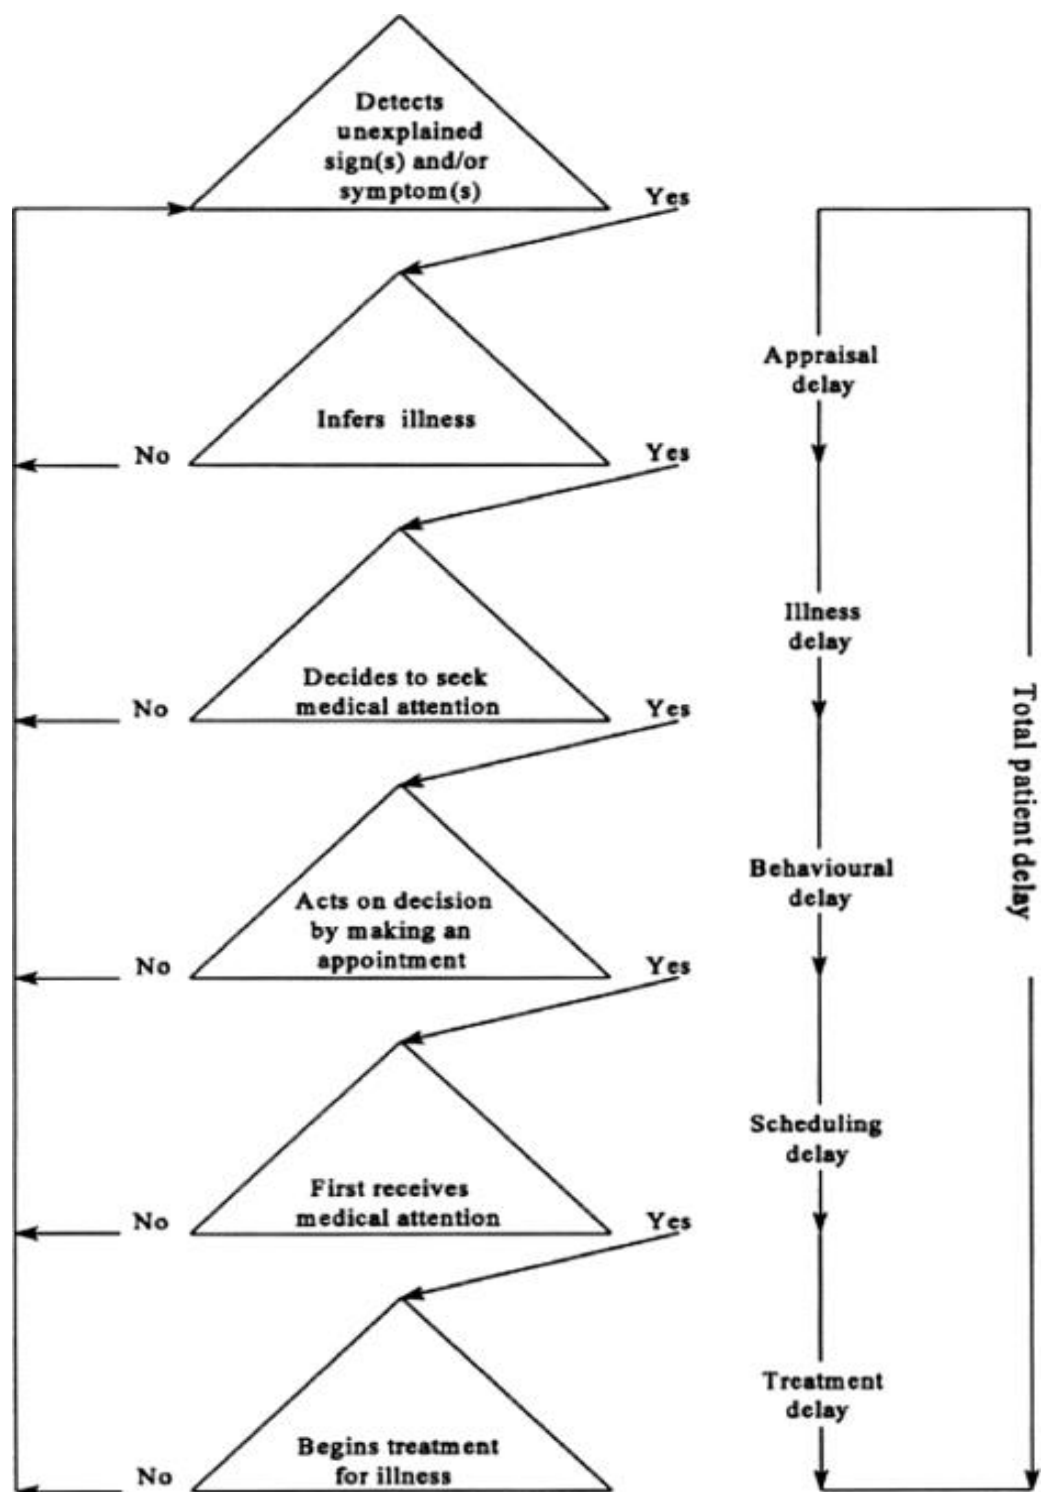 Detects
unexplained
sign(s) and/or
symptom(s)
Yes
Appraisal
delay
Infers illness
No
Yes
Illness
delay
Decides to seek
medical attention
No
Yes
Total patient delay
Behavioural
delay
Acts on decision
by making an
appointment
No
Yes
Scheduling
delay
First receives
medical attention
No
Yes
Treatment
delay
Begins treatment
for illness
No